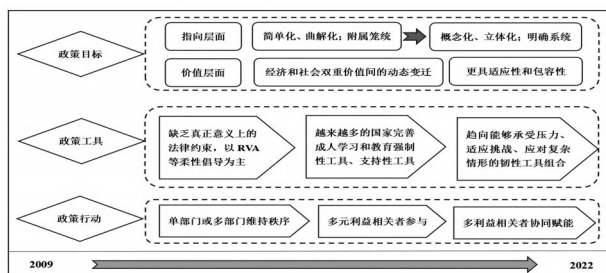 指向层面
简单化、曲解化;附属笼统
概念化、立体化;明确系统
政策目标
价值层面
经济和社会双重价值间的动态变迁
更具适应性和包容性
政策工具
缺乏真正意义上的
法律约束，以 RVA
等柔性倡导为主
越来越多的国家完善
成人学习和教育强制
性工具、支持性工具
趋向能够承受压力、
适应挑战、应对复杂
情形的韧性工具组合
政策行动
单部门或多部门维持秩序
多元利益相关者参与
多利益相关者协同赋能
2009
2022